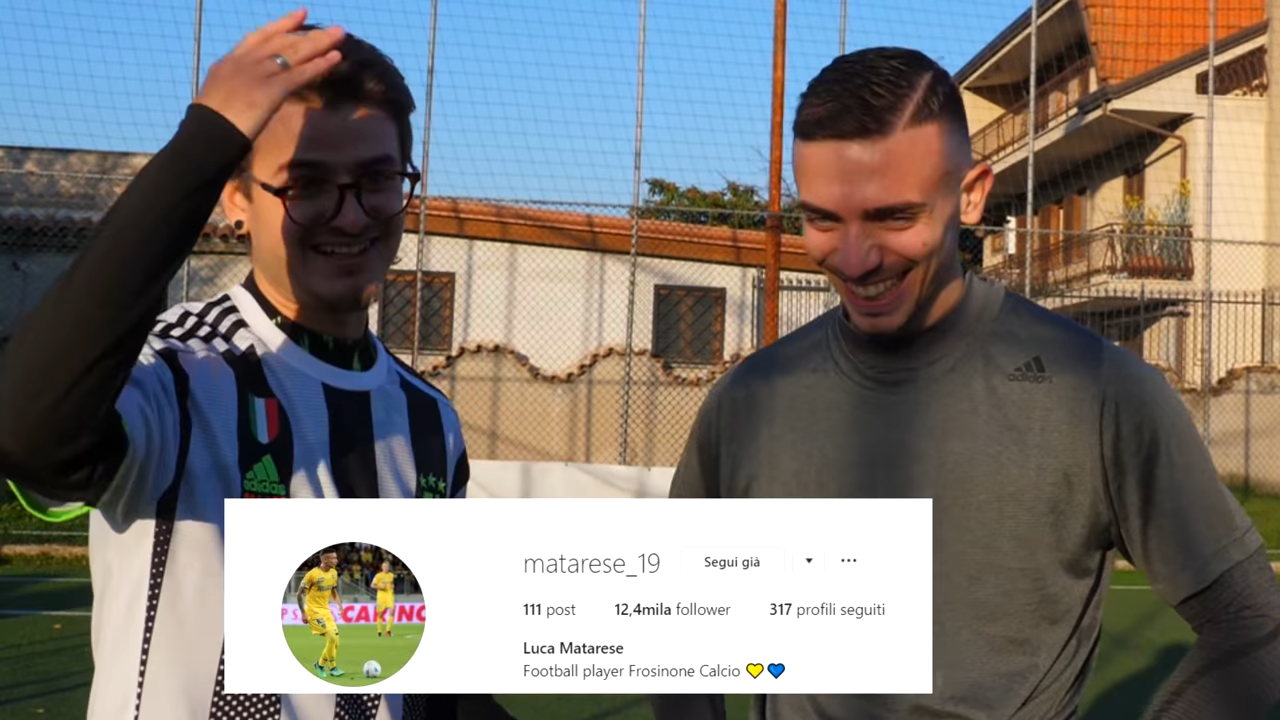 adidas
adidas
matarese_19 Segui già
111 post 12,4mila follower 317 profili seguiti
Luca Matarese
Football player Frosinone Calcio 💛💙